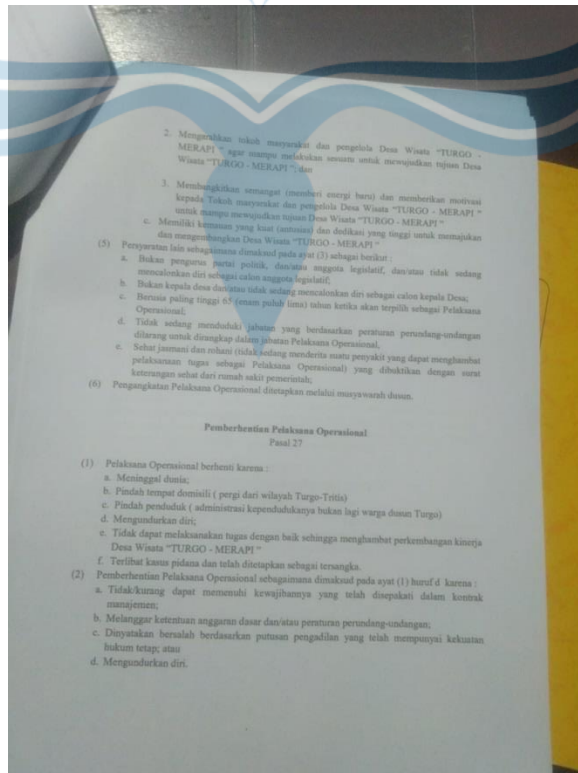 2. Mengarahkan tokoh masyarakat dan pengelola Desa Wisata “TURGO -
MERAPI ” agar mampu melakukan sesuatu untuk mewujudkan tujuan Desa
Wisata “TURGO - MERAPI ”; dan
3. Membangkitkan semangat (memberi energi baru) dan memberikan motivasi
kepada Tokoh masyarakat dan pengelola Desa Wisata “TURGO - MERAPI “
untuk mampu mewujudkan tujuan Desa Wisata “TURGO - MERAPI “
c. Memiliki kemauan yang kuat (antusias) dan dedikasi yang tinggi untuk memajukan
dan mengembangkan Desa Wisata “TURGO - MERAPI “
(5) Persyaratan lain sebagaimana dimaksud pada ayat (3) sebagai berikut :
a. Bukan pengurus partai politik, dan/atau anggota legislatif, dan/atau tidak sedang
mencalonkan diri sebagai calon anggota legislatif;
b. Bukan kepala desa dan/atau tidak sedang mencalonkan diri sebagai calon kepala Desa;
c. Berusia paling tinggi 65 (enam puluh lima) tahun ketika akan terpilih sebagai Pelaksana
Operasional;
d. Tidak sedang menduduki jabatan yang berdasarkan peraturan perundang-undangan
dilarang untuk dirangkap dalam jabatan Pelaksana Operasional,
e. Sehat jasmani dan rohani (tidak sedang menderita suatu penyakit yang dapat menghambat
pelaksanaan tugas sebagai Pelaksana Operasional) yang dibuktikan dengan surat
keterangan sehat dari rumah sakit pemerintah;
(6) Pengangkatan Pelaksana Operasional ditetapkan melalui musyawarah dusun.
Pemberhentian Pelaksana Operasional
Pasal 27
(1) Pelaksana Operasional berhenti karena :
a. Meninggal dunia;
b. Pindah tempat domisili ( pergi dari wilayah Turgo-Tritis)
c. Pindah penduduk ( administrasi kependudukanya bukan lagi warga dusun Turgo)
d. Mengundurkan diri;
e. Tidak dapat melaksanakan tugas dengan baik sehingga menghambat perkembangan kinerja
Desa Wisata “TURGO - MERAPI “
f. Terlibat kasus pidana dan telah ditetapkan sebagai tersangka.
(2) Pemberhentian Pelaksana Operasional sebagaimana dimaksud pada ayat (1) huruf d karena :
a. Tidak/kurang dapat memenuhi kewajibannya yang telah disepakati dalam kontrak
manajemen;
b. Melanggar ketentuan anggaran dasar dan/atau peraturan perundang-undangan;
c. Dinyatakan bersalah berdasarkan putusan pengadilan yang telah mempunyai kekuatan
hukum tetap; atau
d. Mengundurkan diri.